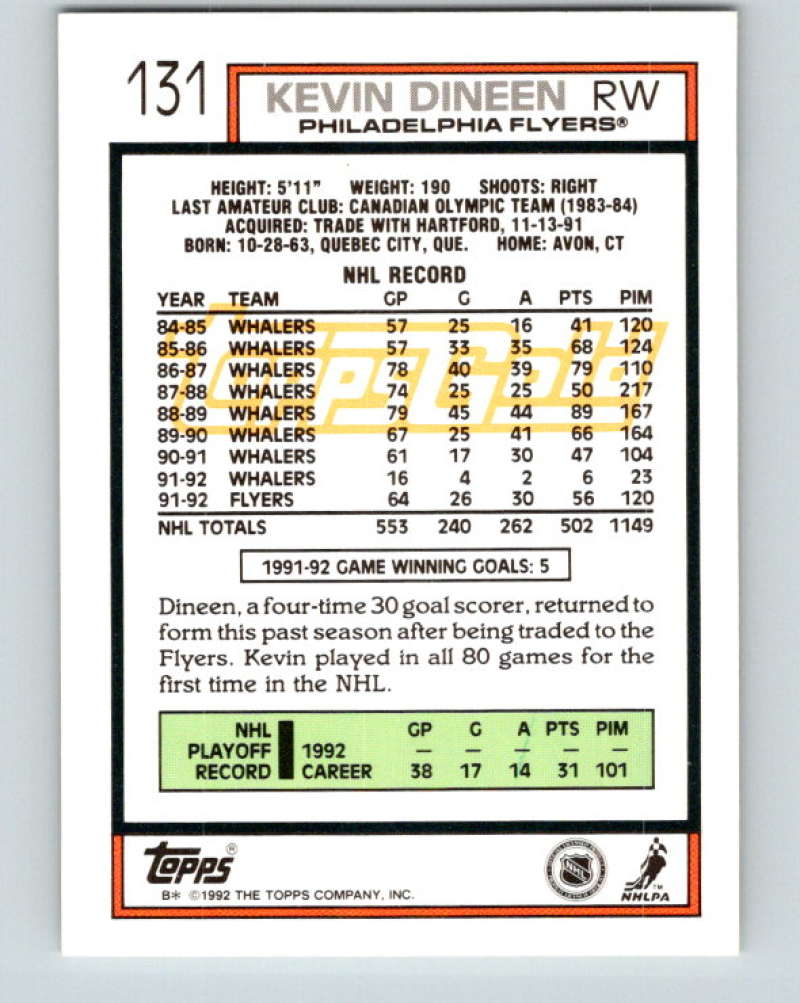 131 KEVIN DINEEN RW
PHILADELPHIA FLYERS®
HEIGHT: 5'11" WEIGHT: 190 SHOOTS: RIGHT
LAST AMATEUR CLUB: CANADIAN OLYMPIC TEAM (1983-84)
ACQUIRED: TRADE WITH HARTFORD, 11-13-91
BORN: 10-28-63, QUEBEC CITY, QUE. HOME: AVON, CT
NHL RECORD
YEAR TEAM GP G A PTS PIM
84-85 WHALERS 57 25 16 41 120
85-86 WHALERS 57 33 35 68 124
86-87 WHALERS 78 40 39 79 110
87-88 WHALERS 74 25 25 50 217
88-89 WHALERS 79 45 44 89 167
89-90 WHALERS 67 25 41 66 164
90-91 WHALERS 61 17 30 47 104
91-92 WHALERS 16 4 2 6 23
91-92 FLYERS 64 26 30 56 120
NHL TOTALS 553 240 262 502 1149
ToppsGold
1991-92 GAME WINNING GOALS: 5
Dineen, a four-time 30 goal scorer, returned to
form this past season after being traded to the
Flyers. Kevin played in all 80 games for the
first time in the NHL.
NHL GP G A PTS PIM
PLAYOFF 1992 — — — — —
RECORD CAREER 38 17 14 31 101
TOPPS®
B* ©1992 THE TOPPS COMPANY, INC.
NHL
NHLPA™